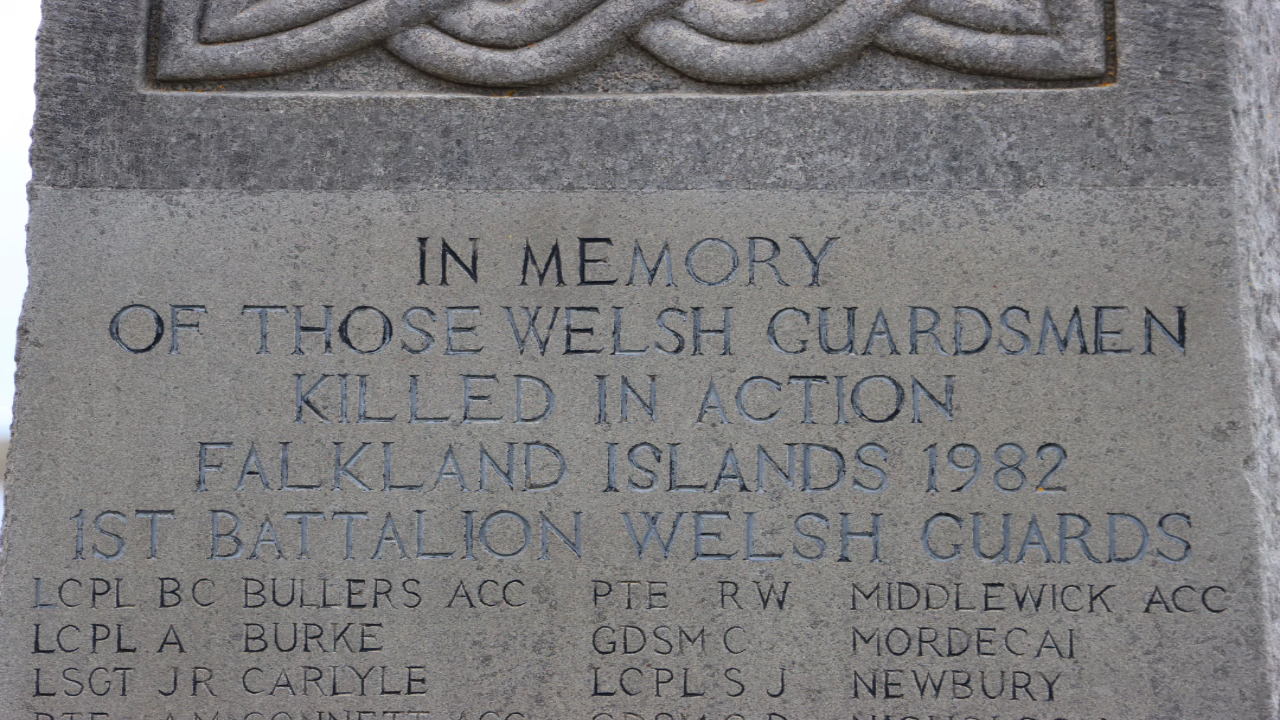 IN MEMORY
OF THOSE WELSH GUARDSMEN
KILLED IN ACTION
FALKLAND ISLANDS 1982
1ST BATTALION WELSH GUARDS
LCPL BC BULLERS ACC PTE RW MIDDLEWICK ACC
LCPL A BURKE GDSM C MORDECAI
LSGT JR CARLYLE LCPL S J NEWBURY